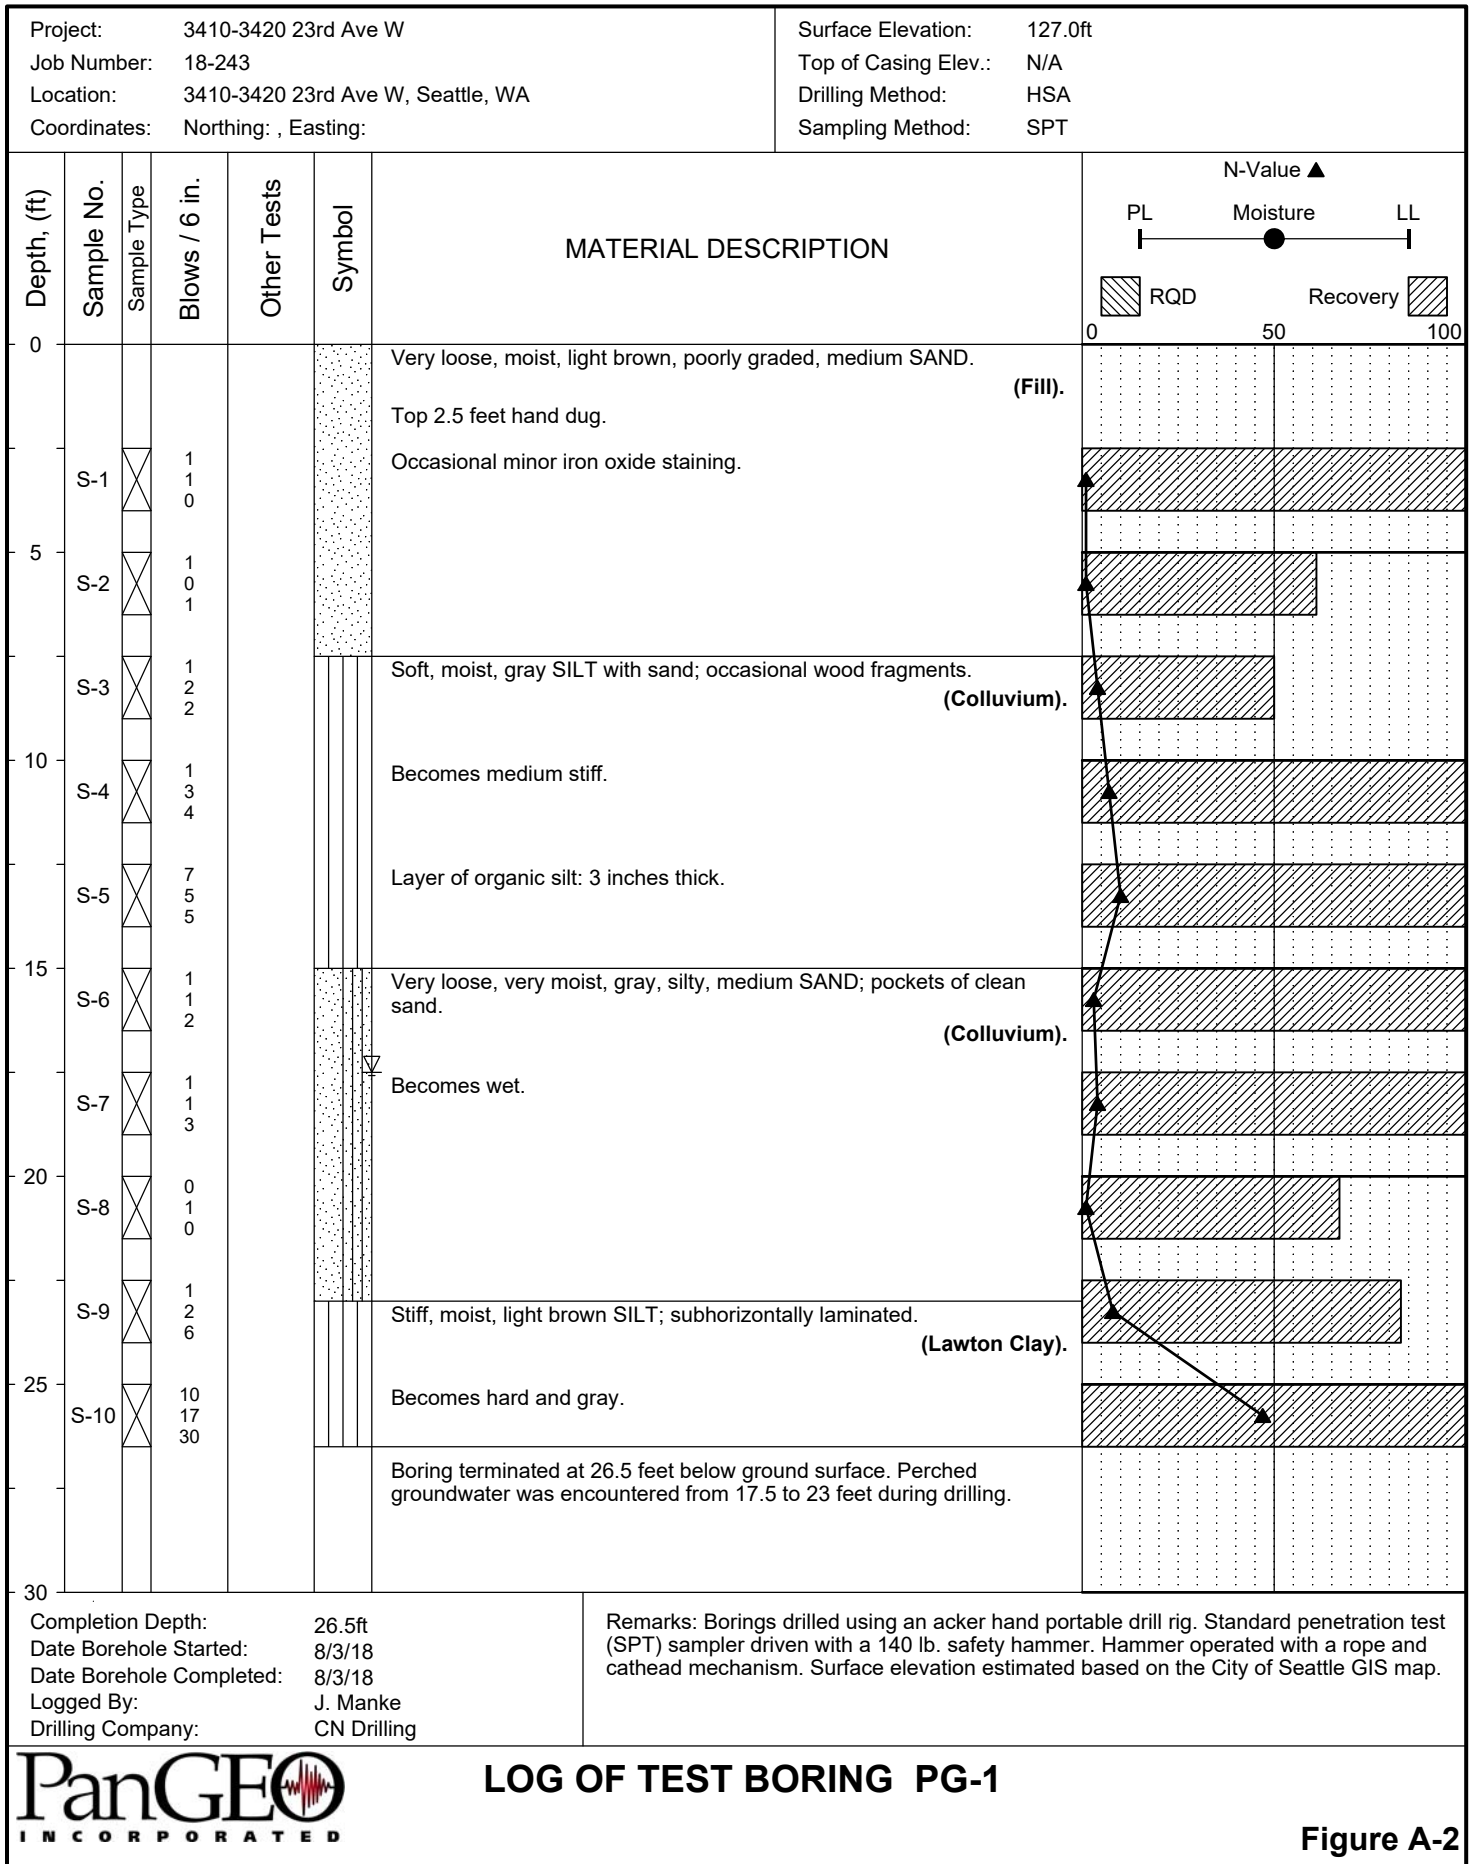 Project: 3410-3420 23rd Ave W
Job Number: 18-243
Location: 3410-3420 23rd Ave W, Seattle, WA
Coordinates: Northing: , Easting:
Surface Elevation: 127.0ft
Top of Casing Elev.: N/A
Drilling Method: HSA
Sampling Method: SPT
Depth, (ft)
Sample No.
Sample Type
Blows / 6 in.
Other Tests
Symbol
MATERIAL DESCRIPTION
N-Value
PL Moisture LL
RQD Recovery
0 50 100
0
Very loose, moist, light brown, poorly graded, medium SAND.
(Fill).
Top 2.5 feet hand dug.
S-1
1
1
0
Occasional minor iron oxide staining.
5
S-2
1
0
1
S-3
1
2
2
Soft, moist, gray SILT with sand; occasional wood fragments.
(Colluvium).
10
S-4
1
3
4
Becomes medium stiff.
S-5
7
5
5
Layer of organic silt: 3 inches thick.
15
S-6
1
1
2
Very loose, very moist, gray, silty, medium SAND; pockets of clean
sand.
(Colluvium).
S-7
1
1
3
Becomes wet.
20
S-8
0
1
0
S-9
1
2
6
Stiff, moist, light brown SILT; subhorizontally laminated.
(Lawton Clay).
25
S-10
10
17
30
Becomes hard and gray.
Boring terminated at 26.5 feet below ground surface. Perched
groundwater was encountered from 17.5 to 23 feet during drilling.
30
Completion Depth: 26.5ft
Date Borehole Started: 8/3/18
Date Borehole Completed: 8/3/18
Logged By: J. Manke
Drilling Company: CN Drilling
Remarks: Borings drilled using an acker hand portable drill rig. Standard penetration test
(SPT) sampler driven with a 140 lb. safety hammer. Hammer operated with a rope and
cathead mechanism. Surface elevation estimated based on the City of Seattle GIS map.
PanGEO
INCORPORATED
LOG OF TEST BORING PG-1
Figure A-2